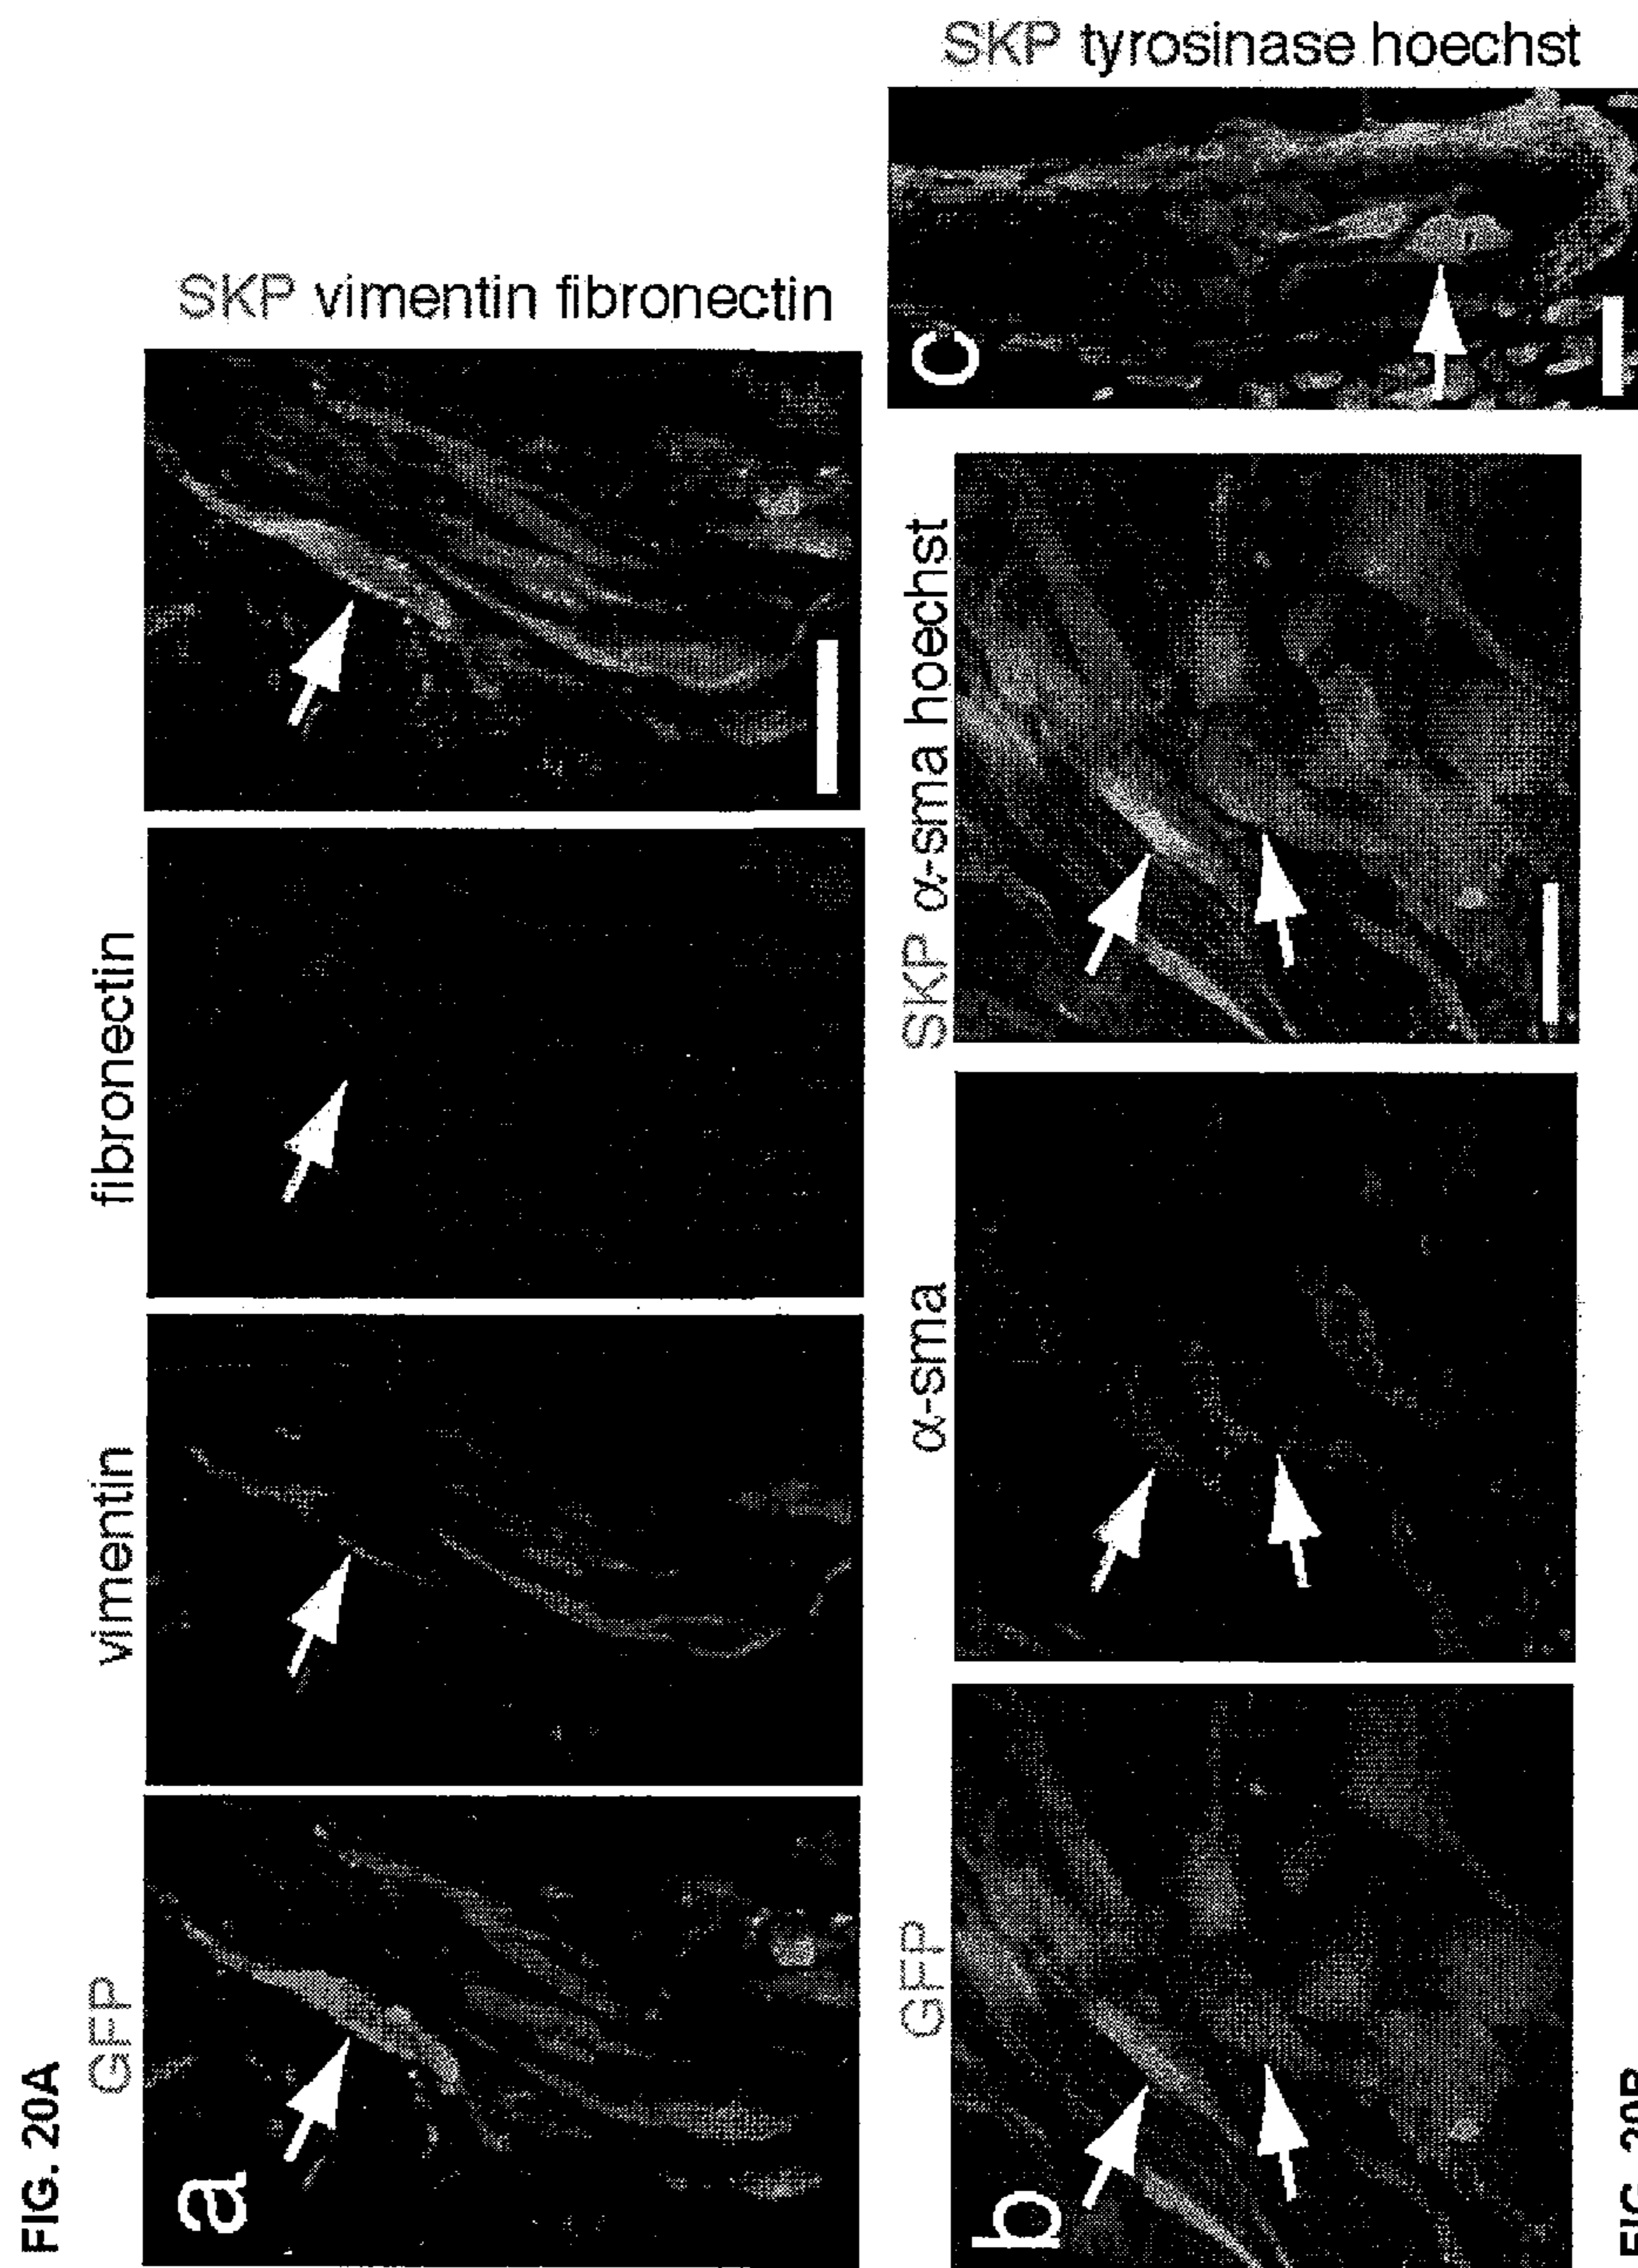 FIG. 20A
GFP
vimentin
fibronectin
SKP vimentin fibronectin
a
GFP
α-sma
SKP α-sma hoechst
SKP tyrosinase hoechst
b
c